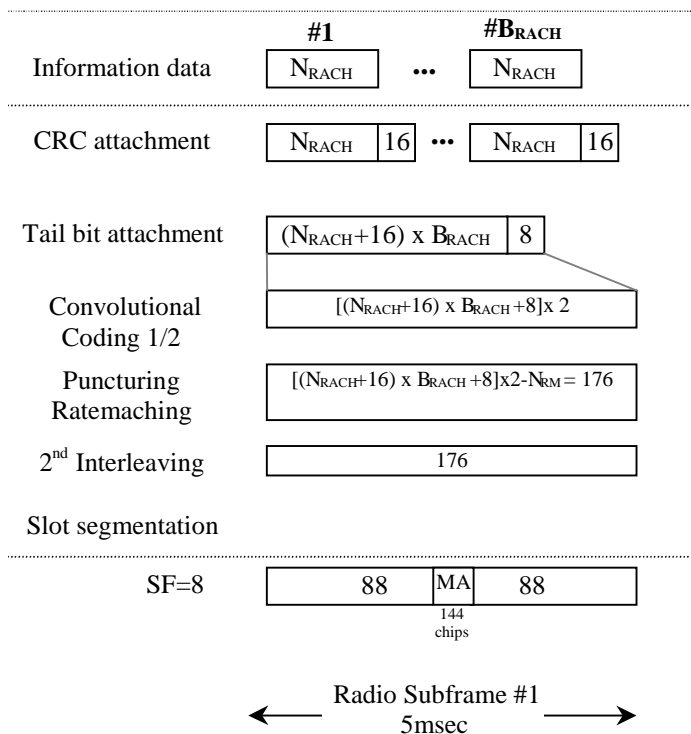 #1 #BRACH
Information data NRACH ••• NRACH
CRC attachment NRACH 16 ••• NRACH 16
Tail bit attachment (NRACH+16) x BRACH 8
Convolutional
Coding 1/2
[(NRACH+16) x BRACH +8]x 2
Puncturing
Ratemaching
[(NRACH+16) x BRACH +8]x2-NRM = 176
2nd Interleaving 176
Slot segmentation
SF=8 88 MA 88
144
chips
Radio Subframe #1
5msec